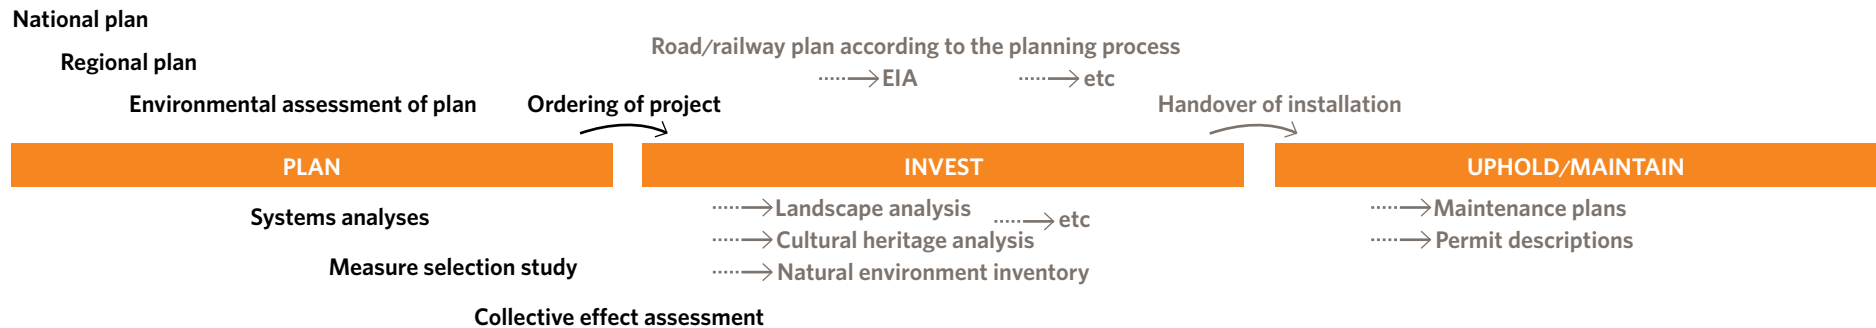 National plan
Regional plan
Environmental assessment of plan
Ordering of project
Road/railway plan according to the planning process
EIA
etc
Handover of installation
PLAN
INVEST
UPHOLD/MAINTAIN
Systems analyses
Measure selection study
Collective effect assessment
Landscape analysis
etc
Cultural heritage analysis
Natural environment inventory
Maintenance plans
Permit descriptions